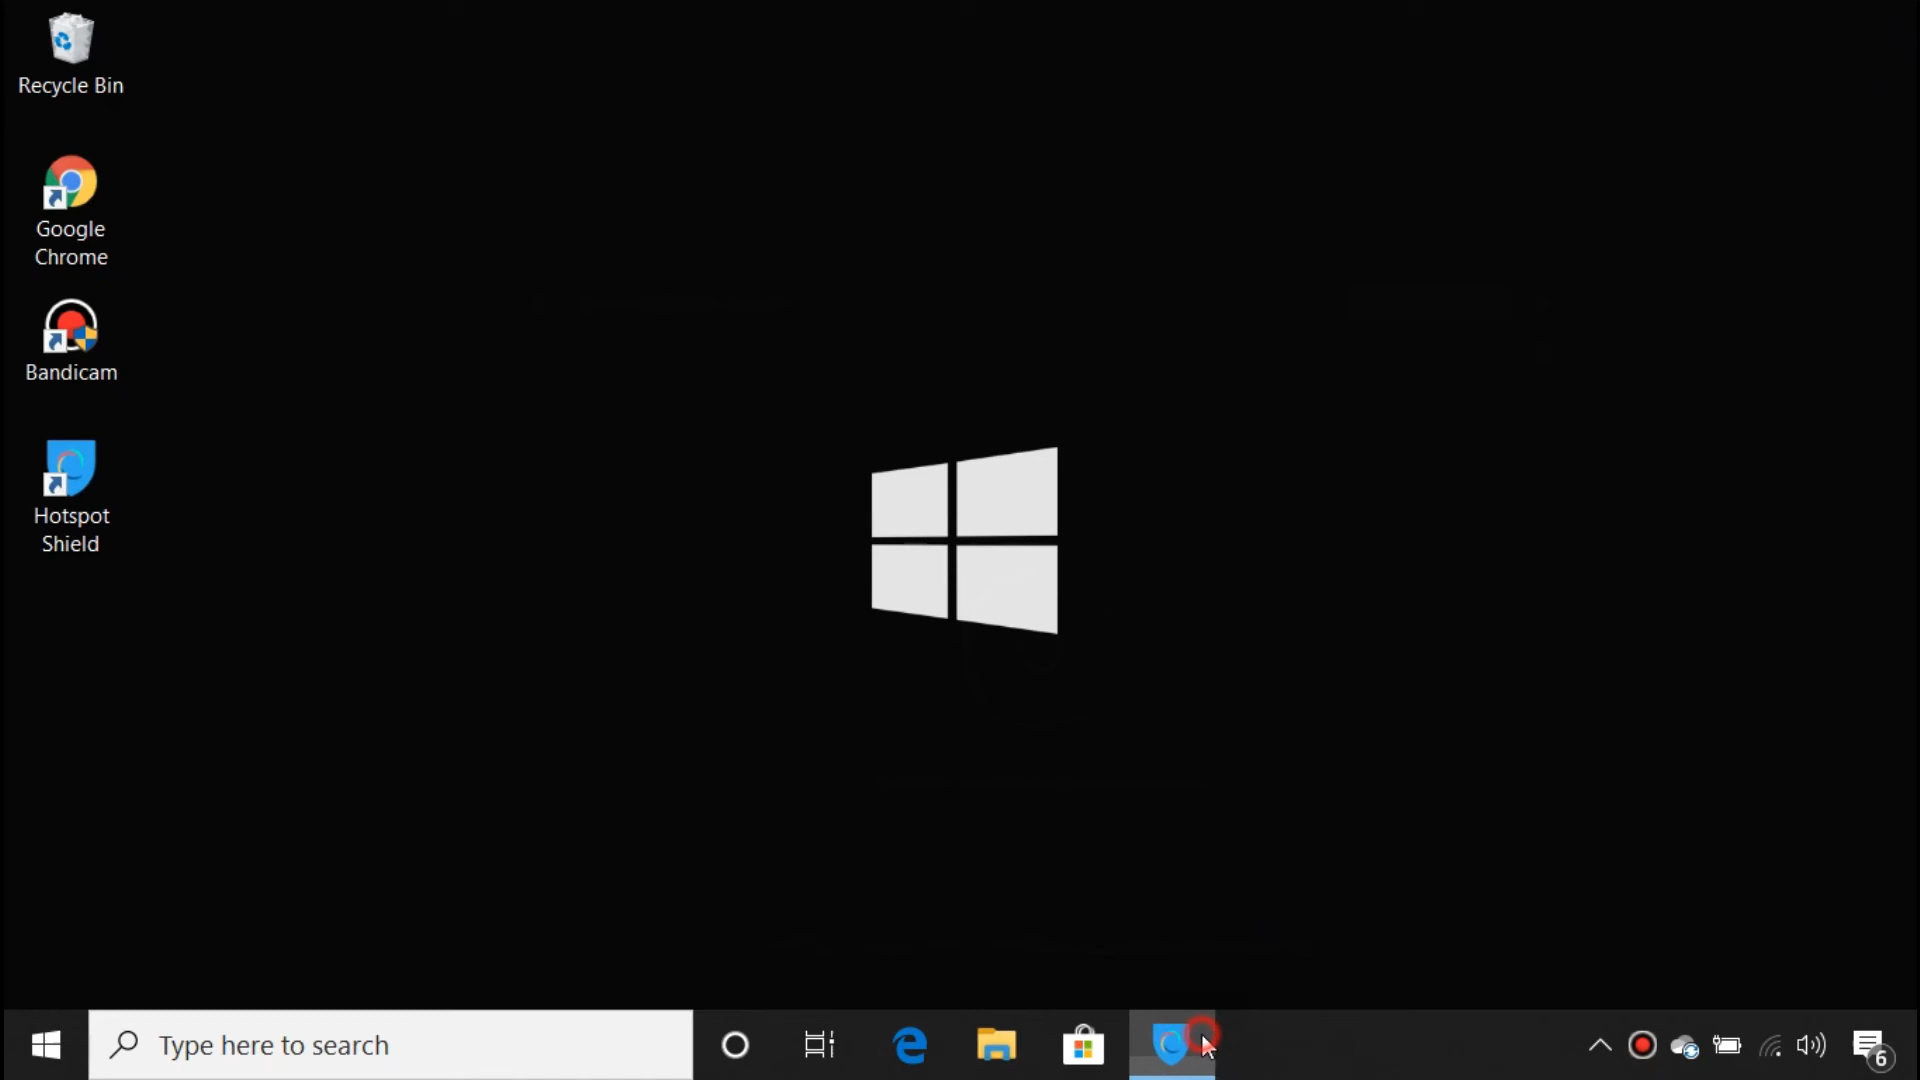 Recycle Bin
Google
Chrome
Bandicam
Hotspot
Shield
Type here to search
6